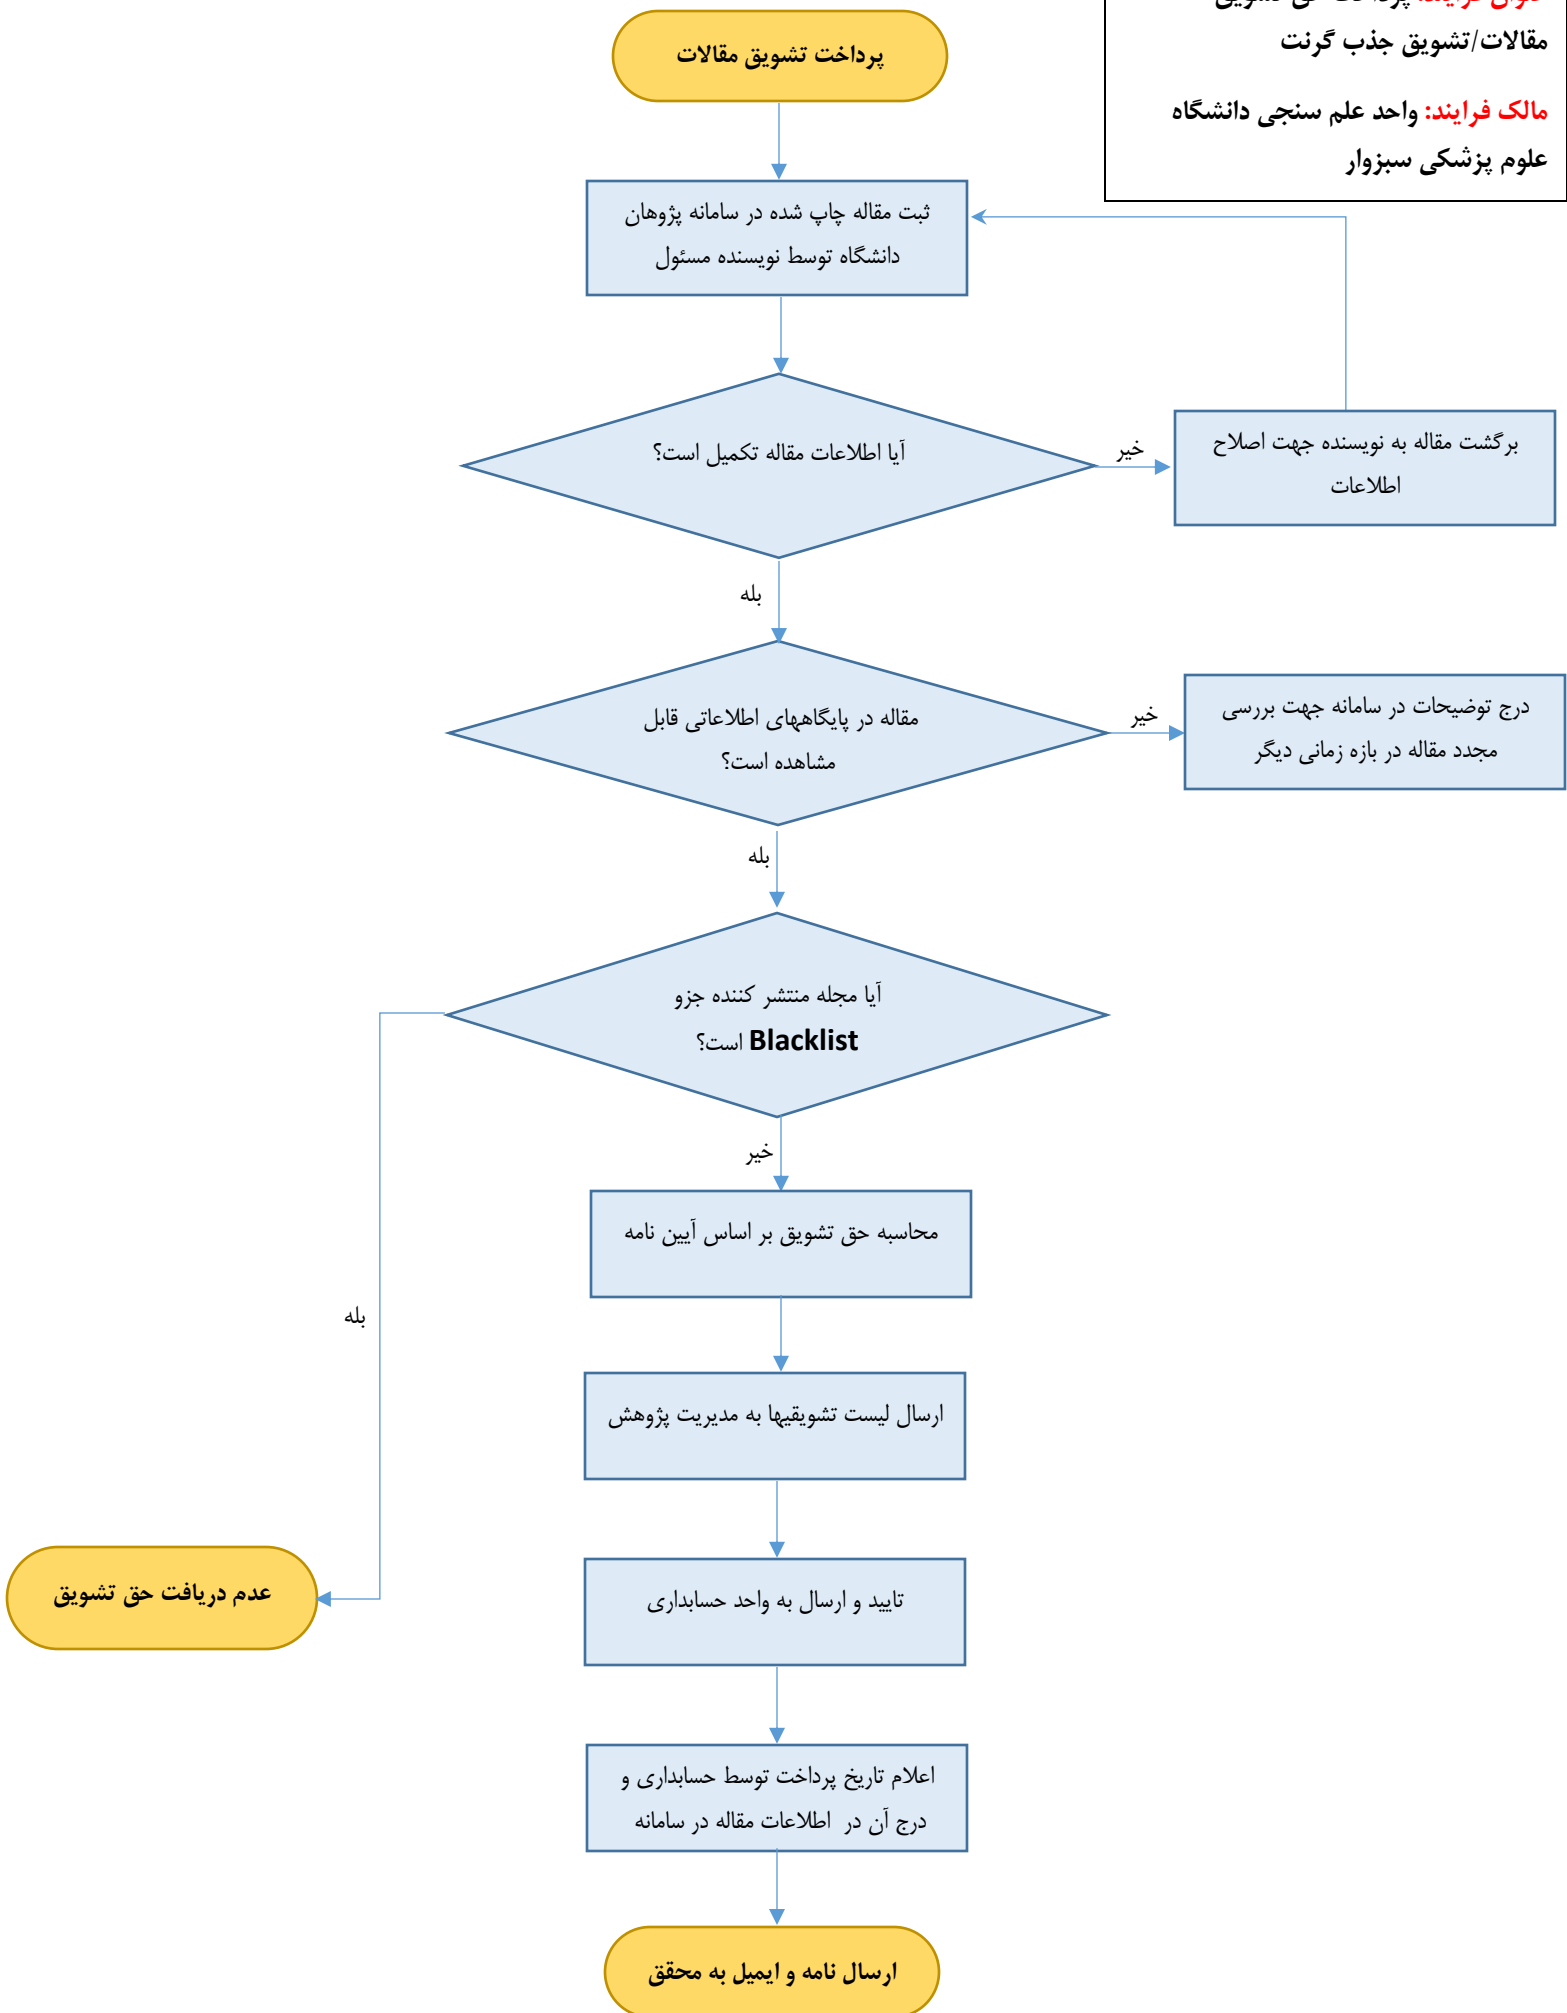 پرداخت حق تشویق
مقالات/تشویق جذب گرنت
مالک فرایند: واحد علم سنجی دانشگاه
علوم پزشکی سبزوار
پرداخت تشویق مقالات
ثبت مقاله چاپ شده در سامانه پژوهان
دانشگاه توسط نویسنده مسئول
آیا اطلاعات مقاله تکمیل است؟
خیر
برگشت مقاله به نویسنده جهت اصلاح
اطلاعات
بله
مقاله در پایگاههای اطلاعاتی قابل
مشاهده است؟
خیر
درج توضیحات در سامانه جهت بررسی
مجدد مقاله در بازه زمانی دیگر
بله
آیا مجله منتشر کننده جزو
Blacklist است؟
خیر
بله
محاسبه حق تشویق بر اساس آیین نامه
ارسال لیست تشویقیها به مدیریت پژوهش
تایید و ارسال به واحد حسابداری
عدم دریافت حق تشویق
اعلام تاریخ پرداخت توسط حسابداری و
درج آن در اطلاعات مقاله در سامانه
ارسال نامه و ایمیل به محقق